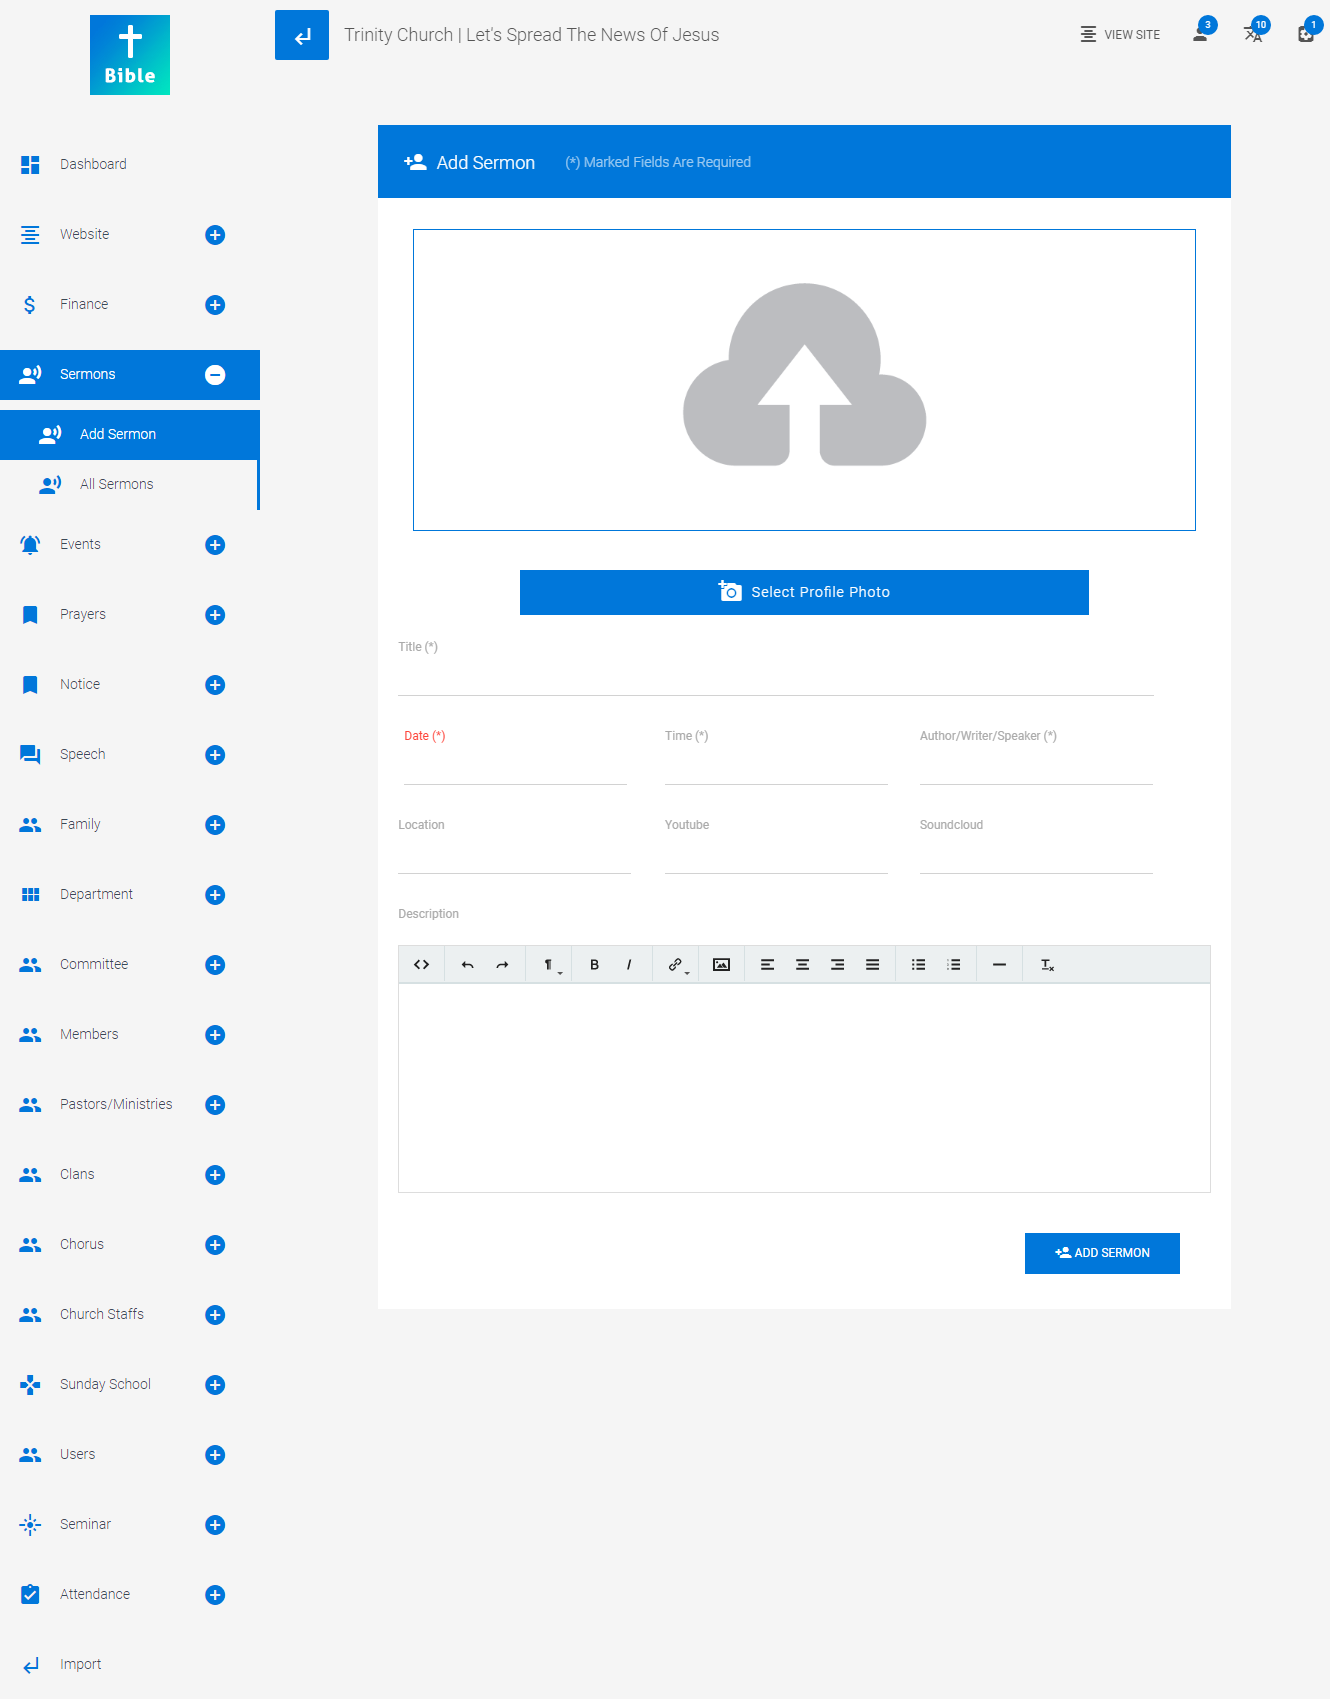 Bible
Trinity Church | Let's Spread The News Of Jesus
VIEW SITE
3
10
1
Dashboard
Website
Finance
Sermons
Add Sermon
All Sermons
Events
Prayers
Notice
Speech
Family
Department
Committee
Members
Pastors/Ministries
Clans
Chorus
Church Staffs
Sunday School
Users
Seminar
Attendance
Import
Add Sermon (*) Marked Fields Are Required
Select Profile Photo
Title (*)
Date (*) Time (*) Author/Writer/Speaker (*)
Location Youtube Soundcloud
Description
B I
ADD SERMON